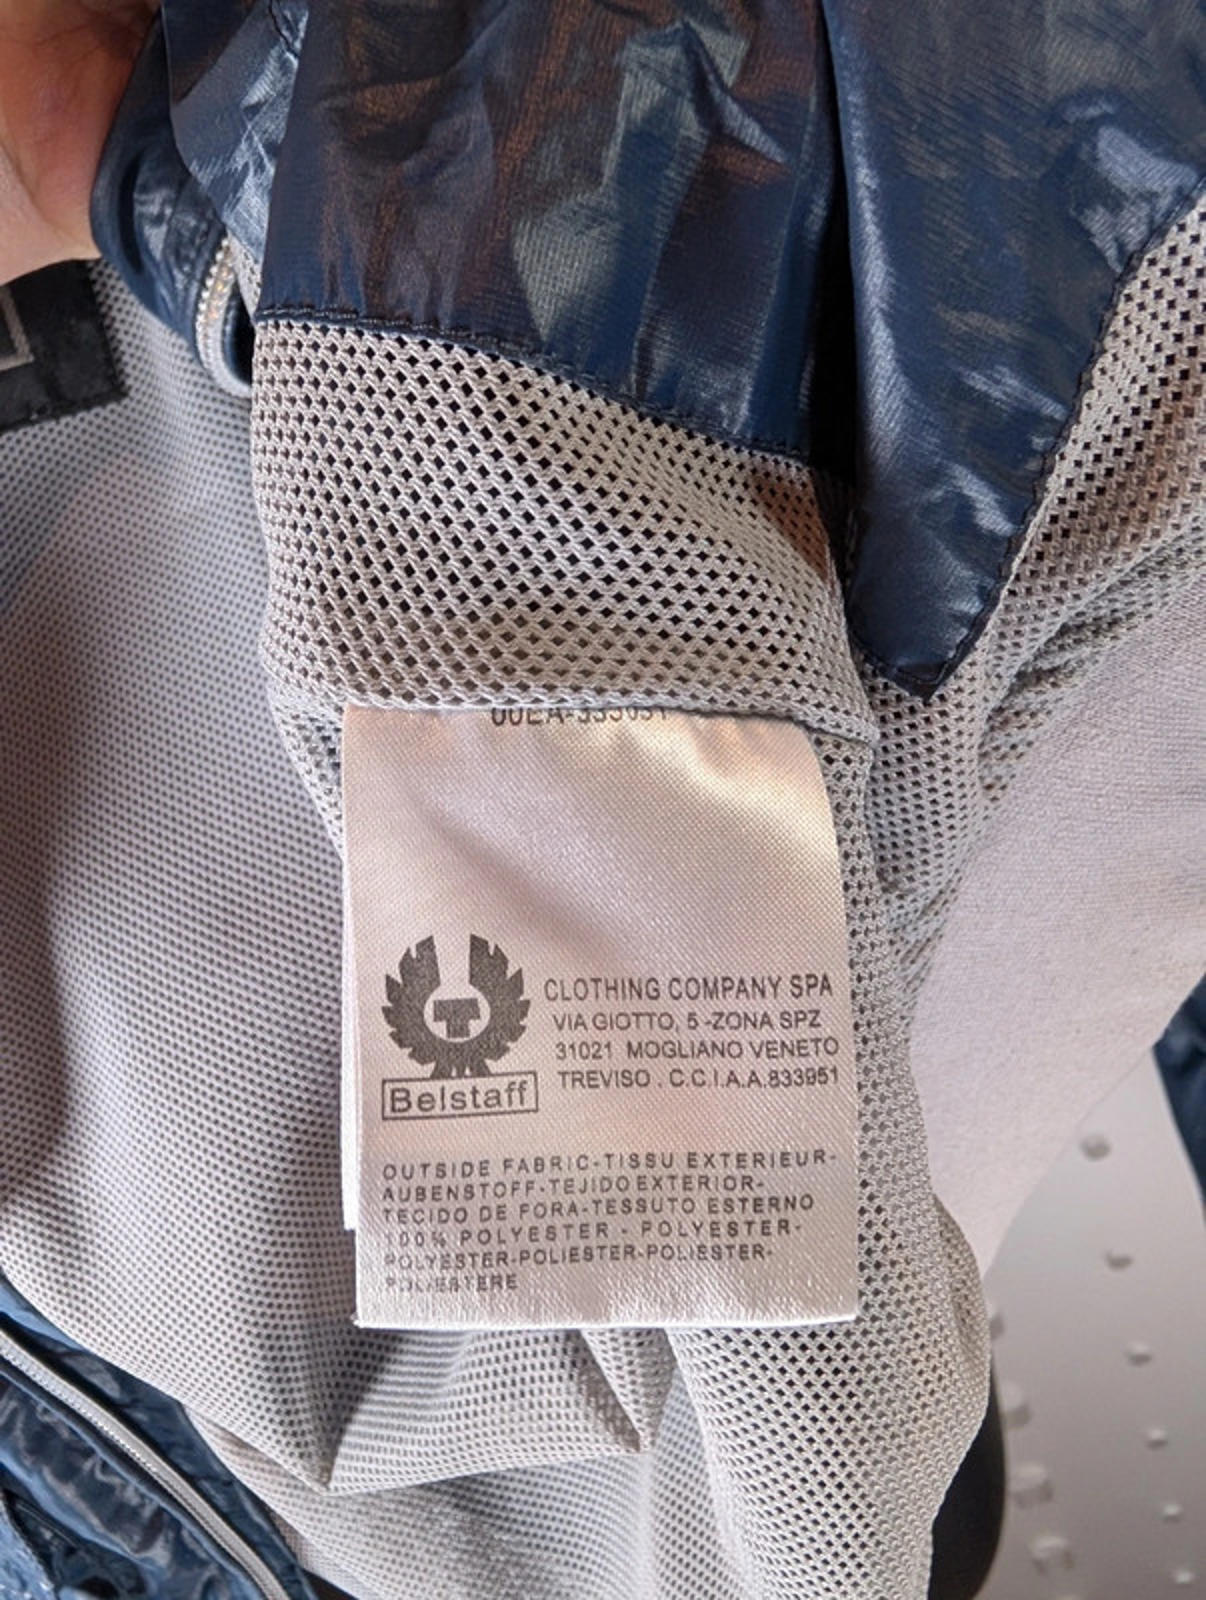 CLOTHING COMPANY SPA
VIA GIOTTO, 5 -ZONA SPZ
31021 MOGLIANO VENETO
TREVISO . C.C.I.A.A.833951
Belstaff
OUTSIDE FABRIC-TISSU EXTERIEUR-
AUBENSTOFF-TEJIDO EXTERIOR-
TECIDO DE FORA-TESSUTO ESTERNO
100% POLYESTER - POLYESTER-
POLYESTER-POLIESTER-POLIESTER-
POLIESTERE